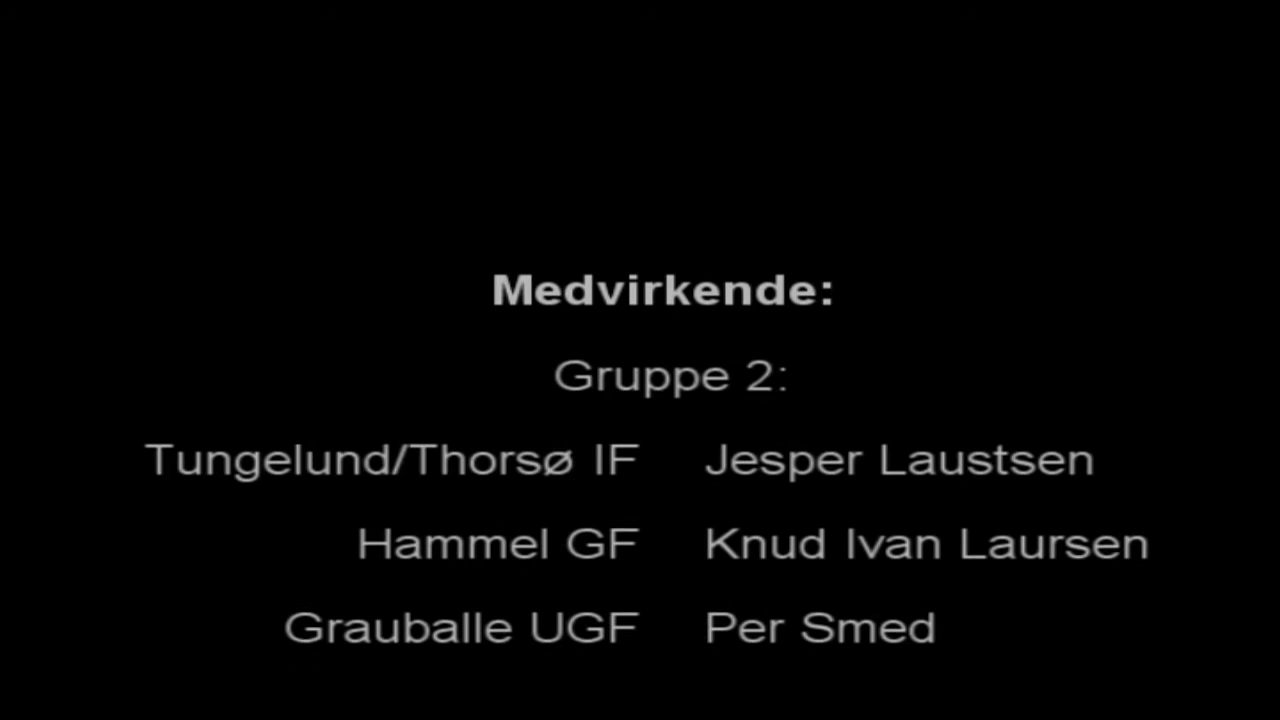 Medvirkende:
Gruppe 2:
Tungelund/Thorsø IF Jesper Laustsen
Hammel GF Knud Ivan Laursen
Grauballe UGF Per Smed